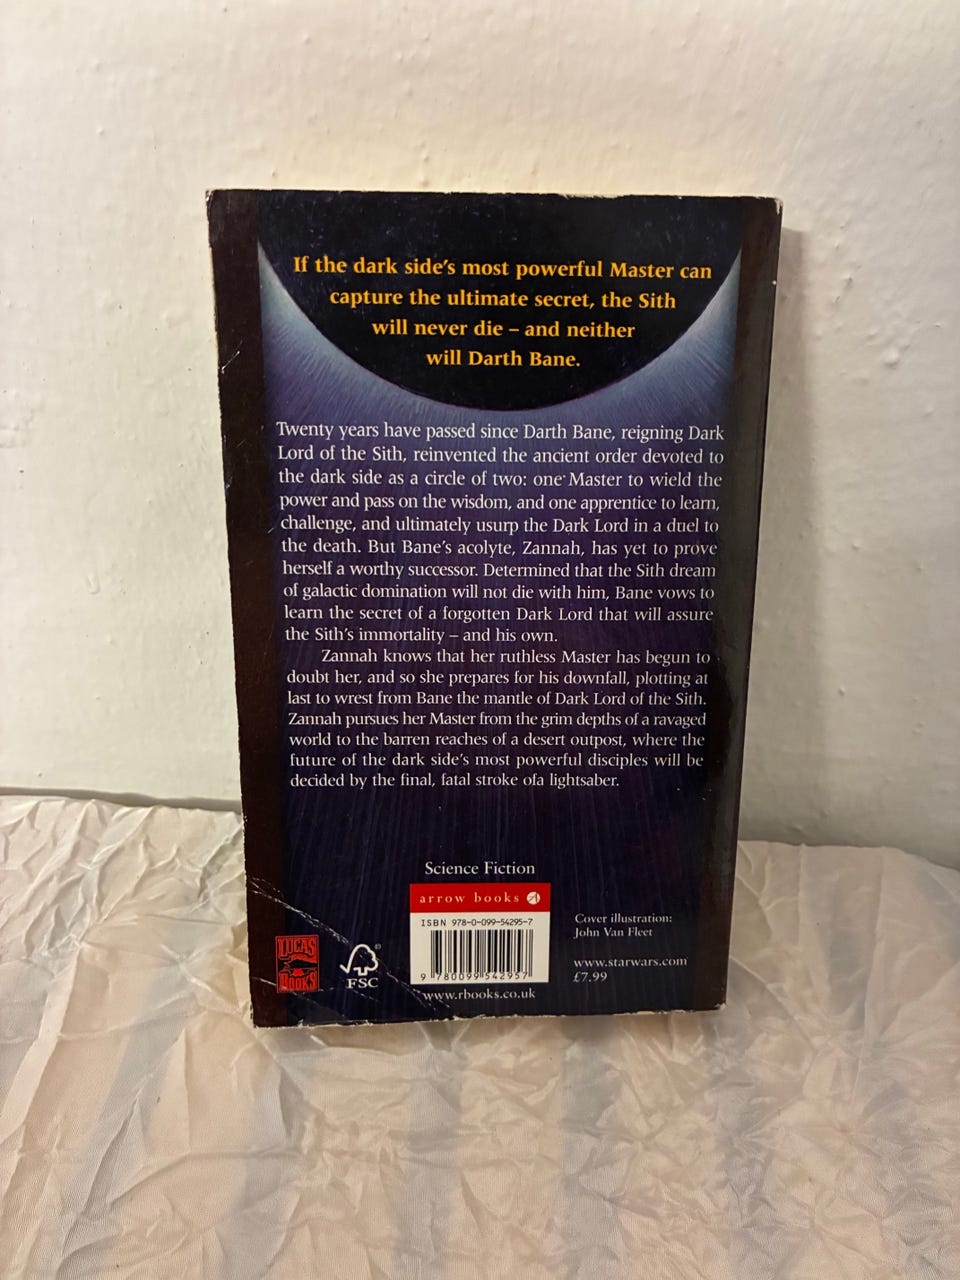 If the dark side's most powerful Master can
capture the ultimate secret, the Sith
will never die – and neither
will Darth Bane.
Twenty years have passed since Darth Bane, reigning Dark
Lord of the Sith, reinvented the ancient order devoted to
the dark side as a circle of two: one Master to wield the
power and pass on the wisdom, and one apprentice to learn,
challenge, and ultimately usurp the Dark Lord in a duel to
the death. But Bane's acolyte, Zannah, has yet to prove
herself a worthy successor. Determined that the Sith dream
of galactic domination will not die with him, Bane vows to
learn the secret of a forgotten Dark Lord that will assure
the Sith's immortality – and his own.
Zannah knows that her ruthless Master has begun to
doubt her, and so she prepares for his downfall, plotting at
last to wrest from Bane the mantle of Dark Lord of the Sith.
Zannah pursues her Master from the grim depths of a ravaged
world to the barren reaches of a desert outpost, where the
future of the dark side's most powerful disciples will be
decided by the final, fatal stroke ofa lightsaber.
Science Fiction
arrow books
ISBN 978-0-099-54295-7
9 780099 542957
www.rbooks.co.uk
LUCAS
BOOKS
®
FSC
Cover illustration:
John Van Fleet
www.starwars.com
£7.99